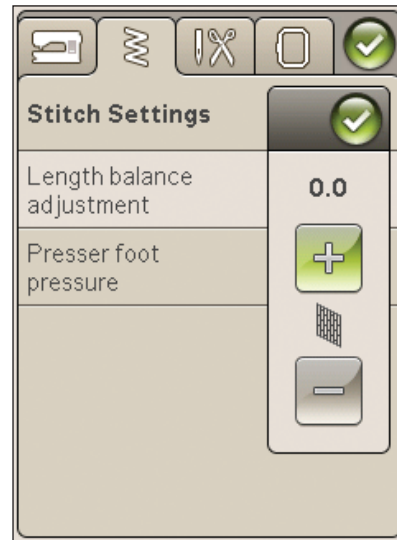 Stitch Settings
Length balance
adjustment
0.0
Presser foot
pressure